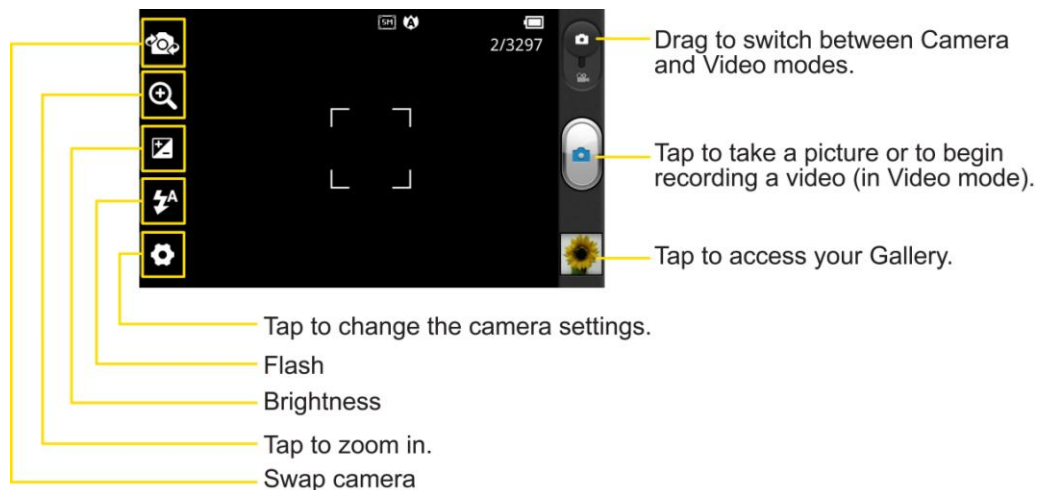 5M
2/3297
Drag to switch between Camera
and Video modes.
A
Tap to take a picture or to begin
recording a video (in Video mode).
Tap to access your Gallery.
Tap to change the camera settings.
Flash
Brightness
Tap to zoom in.
Swap camera